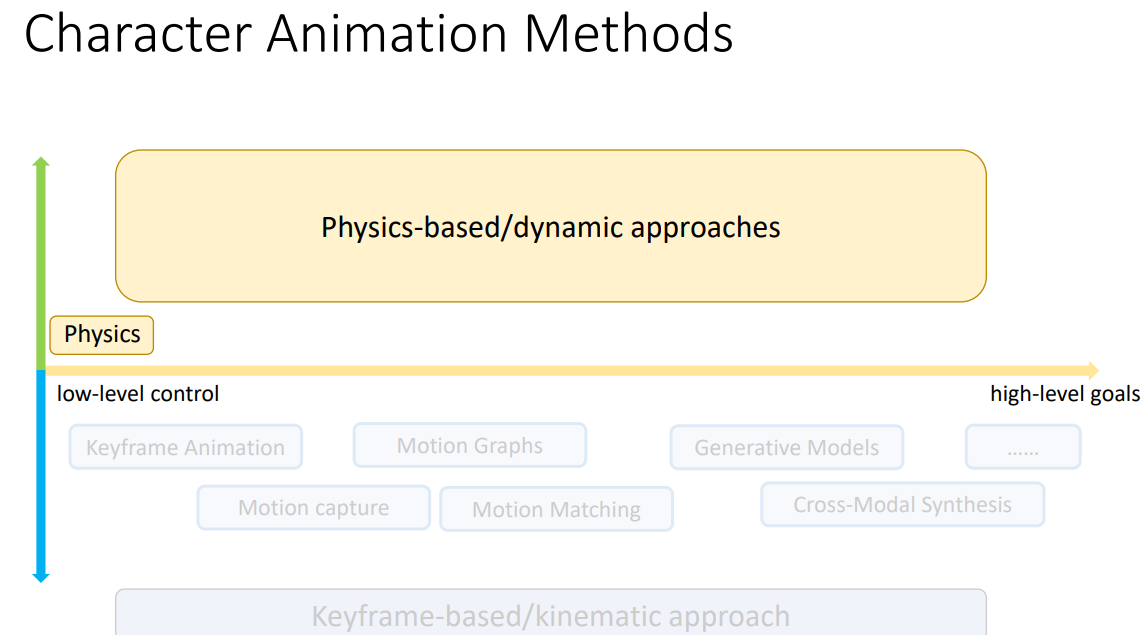 Character Animation Methods
Physics-based/dynamic approaches
Physics
low-level control
high-level goals
Keyframe Animation
Motion Graphs
Generative Models
......
Motion capture
Motion Matching
Cross-Modal Synthesis
Keyframe-based/kinematic approach